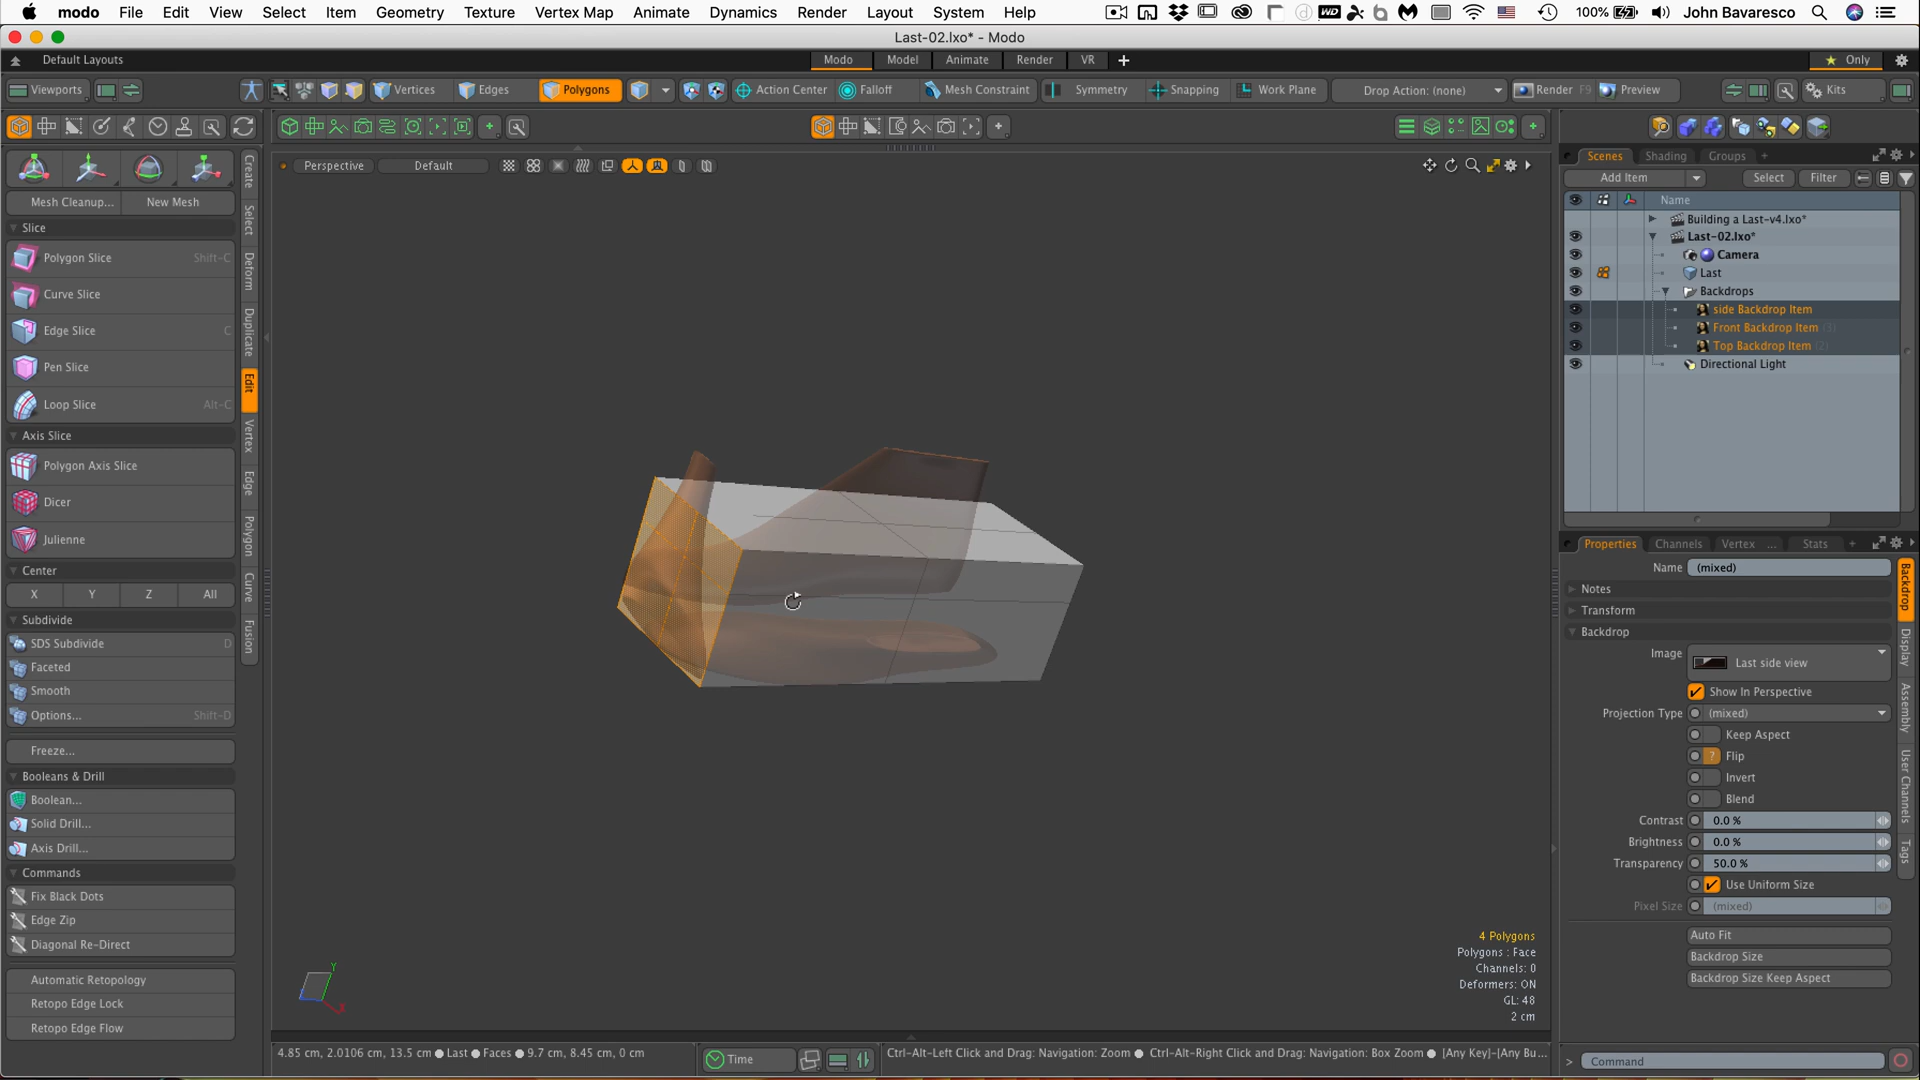 modo File Edit View Select Item Geometry Texture Vertex Map Animate Dynamics Render Layout System Help WD 100% John Bavaresco
Last-02.lxo* - Modo
Default Layouts Modo Model Animate Render VR Only
Viewports Vertices Edges Polygons Action Center Falloff Mesh Constraint Symmetry Snapping Work Plane Drop Action: (none) Render F9 Preview Kits
Perspective Default
Mesh Cleanup... New Mesh
Slice
Polygon Slice Shift-C
Curve Slice
Edge Slice C
Pen Slice
Loop Slice Alt-C
Axis Slice
Polygon Axis Slice
Dicer
Julienne
Center
X Y Z All
Subdivide
SDS Subdivide D
Faceted
Smooth
Options... Shift-D
Freeze...
Booleans & Drill
Boolean...
Solid Drill...
Axis Drill...
Commands
Fix Black Dots
Edge Zip
Diagonal Re-Direct
Automatic Retopology
Retopo Edge Lock
Retopo Edge Flow
Create
Select
Deform
Duplicate
Edit
Vertex
Edge
Polygon
Curve
Fusion
Y
X
4 Polygons
Polygons : Face
Channels: 0
Deformers: ON
GL: 48
2 cm
4.85 cm, 2.0106 cm, 13.5 cm ● Last ● Faces ● 9.7 cm, 8.45 cm, 0 cm
Time
Ctrl-Alt-Left Click and Drag: Navigation: Zoom ● Ctrl-Alt-Right Click and Drag: Navigation: Box Zoom ● [Any Key]-[Any Bu...
Scenes Shading Groups
Add Item Select Filter
Name
Building a Last-v4.lxo*
Last-02.lxo*
Camera
Last
Backdrops
side Backdrop Item
Front Backdrop Item (3)
Top Backdrop Item (2)
Directional Light
Properties Channels Vertex ... Stats
Name (mixed)
Notes
Transform
Backdrop
Image Last side view
Show In Perspective
Projection Type (mixed)
Keep Aspect
? Flip
Invert
Blend
Contrast 0.0 %
Brightness 0.0 %
Transparency 50.0 %
Use Uniform Size
Pixel Size (mixed)
Auto Fit
Backdrop Size
Backdrop Size Keep Aspect
Backdrop
Display
Assembly
User Channels
Tags
> Command